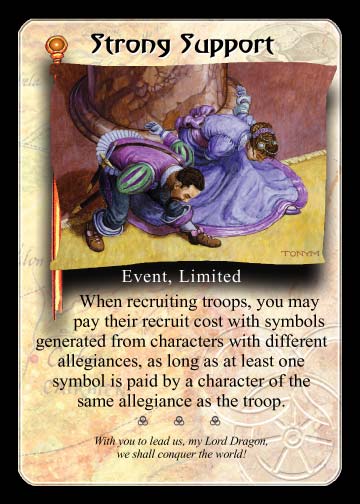 Strong Support
TONYM
Event, Limited
When recruiting troops, you may
pay their recruit cost with symbols
generated from characters with different
allegiances, as long as at least one
symbol is paid by a character of the
same allegiance as the troop.
With you to lead us, my Lord Dragon,
we shall conquer the world!